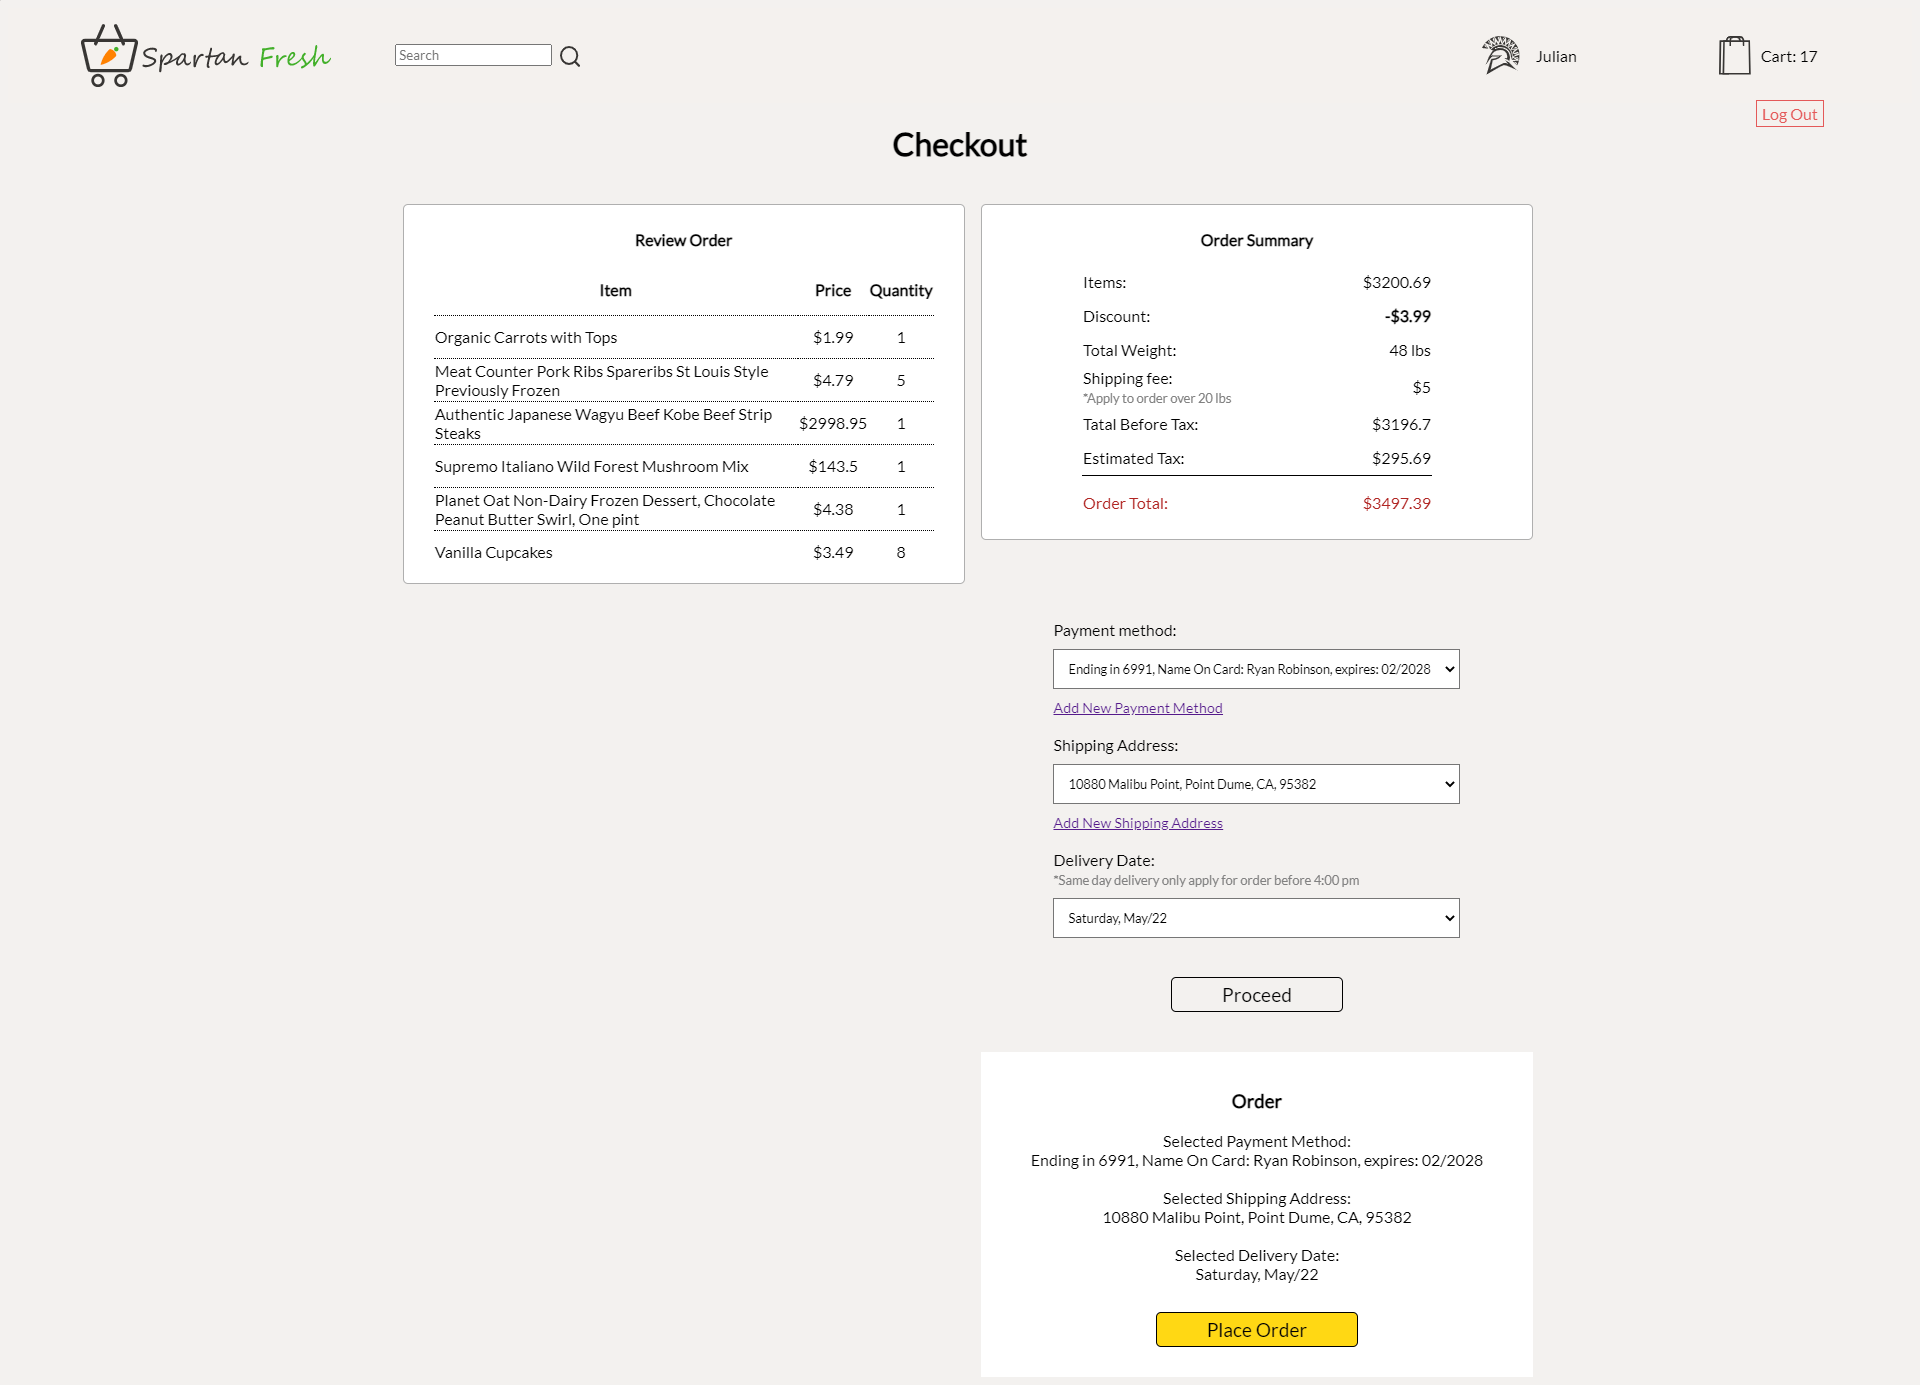 Spartan Fresh
Search
Julian
Cart: 17
Log Out
Checkout
Review Order
Item Price Quantity
Organic Carrots with Tops $1.99 1
Meat Counter Pork Ribs Spareribs St Louis Style
Previously Frozen $4.79 5
Authentic Japanese Wagyu Beef Kobe Beef Strip
Steaks $2998.95 1
Supremo Italiano Wild Forest Mushroom Mix $143.5 1
Planet Oat Non-Dairy Frozen Dessert, Chocolate
Peanut Butter Swirl, One pint $4.38 1
Vanilla Cupcakes $3.49 8
Order Summary
Items: $3200.69
Discount: -$3.99
Total Weight: 48 lbs
Shipping fee: $5
*Apply to order over 20 lbs
Tatal Before Tax: $3196.7
Estimated Tax: $295.69
Order Total: $3497.39
Payment method:
Ending in 6991, Name On Card: Ryan Robinson, expires: 02/2028
Add New Payment Method
Shipping Address:
10880 Malibu Point, Point Dume, CA, 95382
Add New Shipping Address
Delivery Date:
*Same day delivery only apply for order before 4:00 pm
Saturday, May/22
Proceed
Order
Selected Payment Method:
Ending in 6991, Name On Card: Ryan Robinson, expires: 02/2028
Selected Shipping Address:
10880 Malibu Point, Point Dume, CA, 95382
Selected Delivery Date:
Saturday, May/22
Place Order